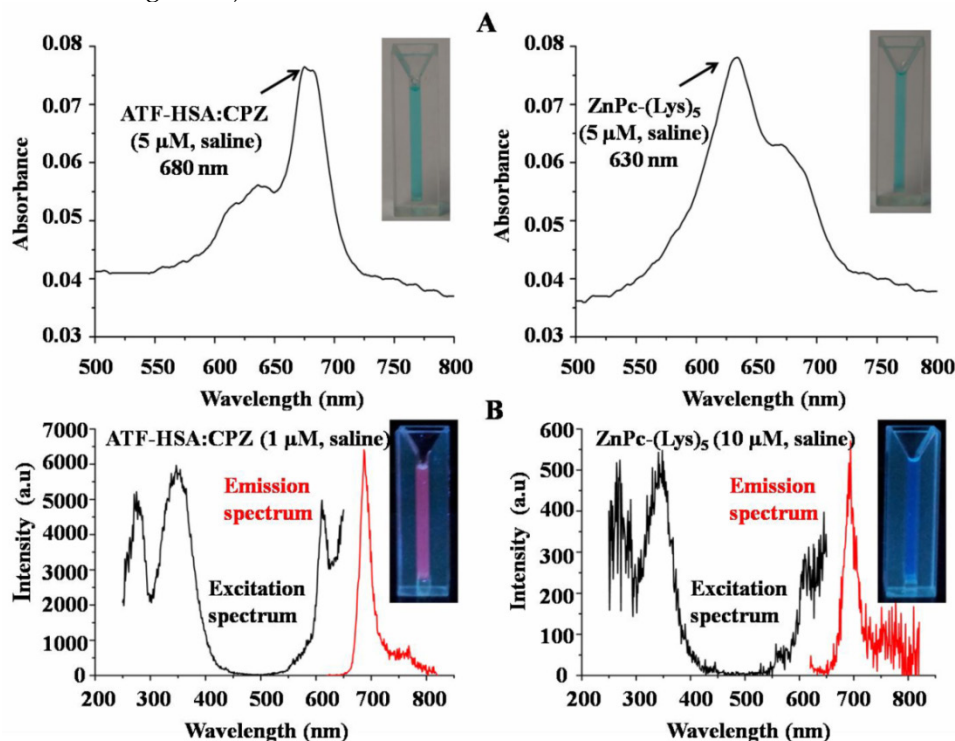 A
0.08
0.07
0.06
0.05
0.04
0.03
Absorbance
ATF-HSA:CPZ
(5 µM, saline)
680 nm
500 550 600 650 700 750 800
Wavelength (nm)
0.08
0.07
0.06
0.05
0.04
0.03
Absorbance
ZnPc-(Lys)5
(5 µM, saline)
630 nm
500 550 600 650 700 750 800
Wavelength (nm)
B
7000
6000
5000
4000
3000
2000
1000
0
Intensity (a.u)
ATF-HSA:CPZ (1 µM, saline)
Emission
spectrum
Excitation
spectrum
200 300 400 500 600 700 800
Wavelength (nm)
600
500
400
300
200
100
0
Intensity (a.u)
ZnPc-(Lys)5 (10 µM, saline)
Emission
spectrum
Excitation
spectrum
200 300 400 500 600 700 800
Wavelength (nm)